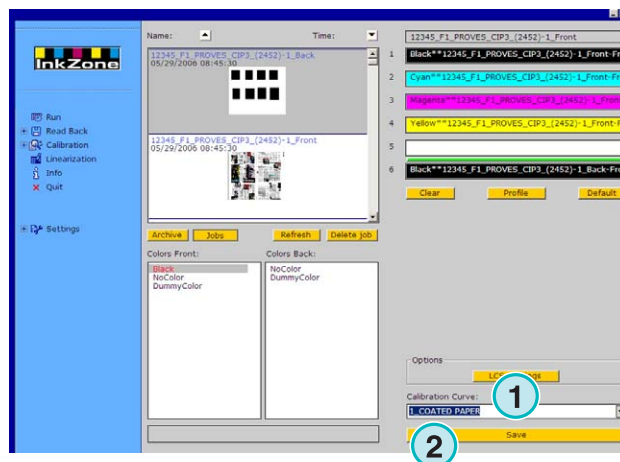 InkZone
Run
Read Back
Calibration
Linearization
Info
Quit
Settings
Name:
Time:
12345_F1_PROVES_CIP3_(2452)-1_Back
05/29/2006 08:45:30
12345_F1_PROVES_CIP3_(2452)-1_Front
05/29/2006 08:45:30
Archive
Jobs
Refresh
Delete job
Colors Front:
Colors Back:
Black
NoColor
DummyColor
NoColor
DummyColor
12345_F1_PROVES_CIP3_(2452)-1_Front
1 Black**12345_F1_PROVES_CIP3_(2452)-1_Front-Fr
2 Cyan**12345_F1_PROVES_CIP3_(2452)-1_Front-Fr
3 Magenta**12345_F1_PROVES_CIP3_(2452)-1_Front
4 Yellow**12345_F1_PROVES_CIP3_(2452)-1_Front-F
5
6 Black**12345_F1_PROVES_CIP3_(2452)-1_Back-Fro
Clear
Profile
Default
Options
1
Calibration Curve:
1_COATED PAPER
Save
2